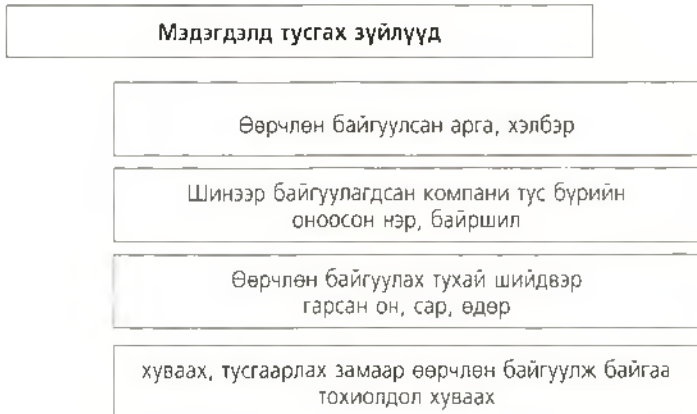 Мэдэгдэлд тусгах зүйлүүд
Өөрчлөн байгуулсан арга, хэлбэр
Шинээр байгуулагдсан компани тус бүрийн
оноосон нэр, байршил
Өөрчлөн байгуулах тухай шийдвэр
гарсан он, сар, өдөр
хуваах, тусгаарлах замаар өөрчлөн байгуулж байгаа
тохиолдол хуваах